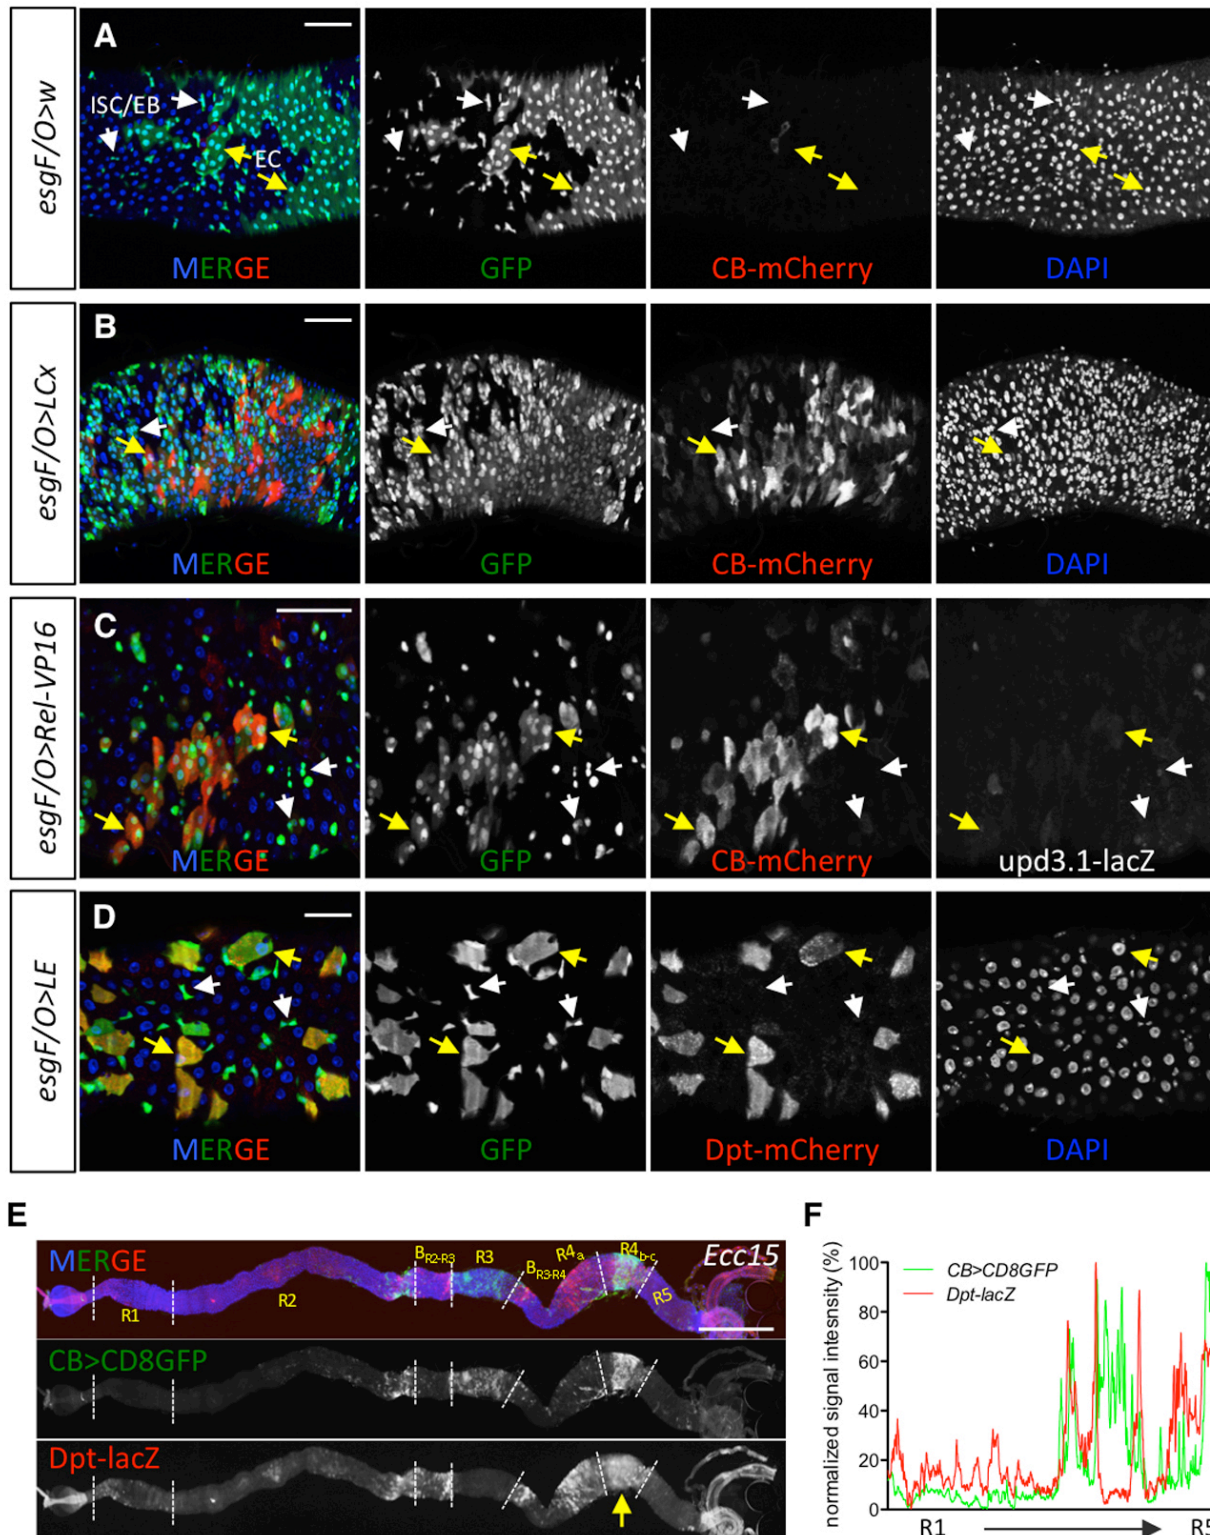 A
esgF/O>w
ISC/EB
EC
MERGE
GFP
CB-mCherry
DAPI
B
esgF/O>LCx
MERGE
GFP
CB-mCherry
DAPI
C
esgF/O>Rel-VP16
MERGE
GFP
CB-mCherry
upd3.1-lacZ
D
esgF/O>LE
MERGE
GFP
Dpt-mCherry
DAPI
E
MERGE
Ecc15
R1
R2
BR2-R3
R3
BR3-R4
R4a
R4b-c
R5
CB>CD8GFP
Dpt-lacZ
F
normalized signal intesnsity (%)
100
80
60
40
20
0
CB>CD8GFP
Dpt-lacZ
R1